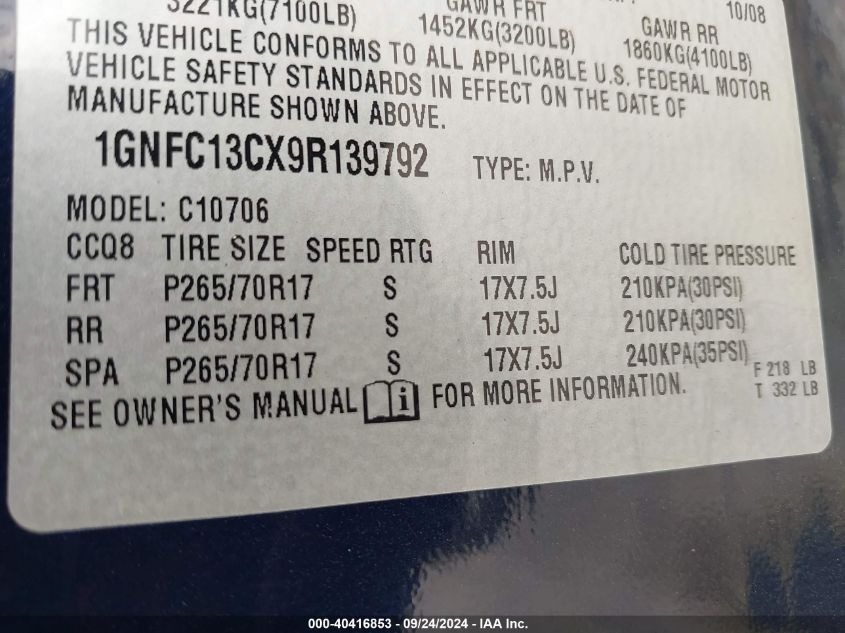 3221KG(7100LB) GAWR FRT 1452KG(3200LB) GAWR RR 1860KG(4100LB) 10/08
THIS VEHICLE CONFORMS TO ALL APPLICABLE U.S. FEDERAL MOTOR
VEHICLE SAFETY STANDARDS IN EFFECT ON THE DATE OF
MANUFACTURE SHOWN ABOVE.
1GNFC13CX9R139792 TYPE: M.P.V.
MODEL: C10706
CCQ8 TIRE SIZE SPEED RTG RIM COLD TIRE PRESSURE
FRT P265/70R17 S 17X7.5J 210KPA(30PSI)
RR P265/70R17 S 17X7.5J 210KPA(30PSI)
SPA P265/70R17 S 17X7.5J 240KPA(35PSI)
F 218 LB
T 332 LB
SEE OWNER'S MANUAL i FOR MORE INFORMATION.
000-40416853 - 09/24/2024 - IAA Inc.